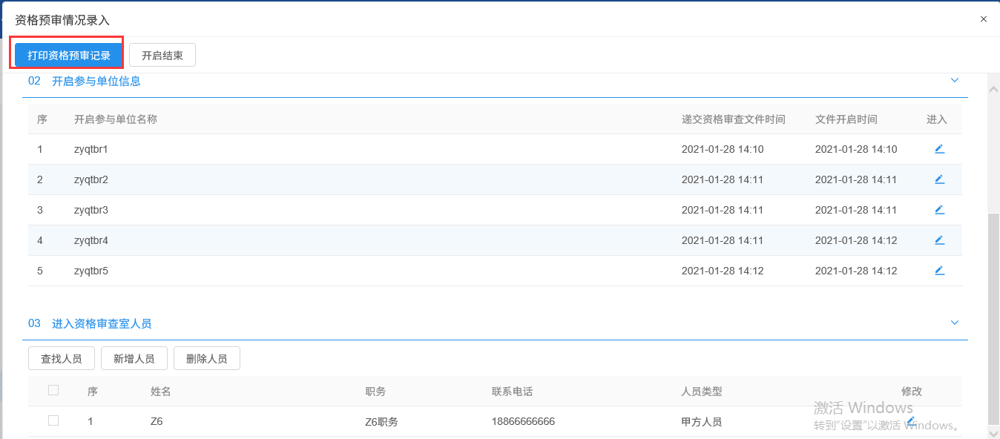 资格预审情况录入
打印资格预审记录 开启结束
02 开启参与单位信息
序 开启参与单位名称 递交资格审查文件时间 文件开启时间 进入
1 zyqtbr1 2021-01-28 14:10 2021-01-28 14:10
2 zyqtbr2 2021-01-28 14:11 2021-01-28 14:11
3 zyqtbr3 2021-01-28 14:11 2021-01-28 14:11
4 zyqtbr4 2021-01-28 14:11 2021-01-28 14:12
5 zyqtbr5 2021-01-28 14:12 2021-01-28 14:12
03 进入资格审查室人员
查找人员 新增人员 删除人员
序 姓名 职务 联系电话 人员类型 修改
1 Z6 Z6职务 18866666666 甲方人员
激活 Windows
转到“设置”以激活 Windows。